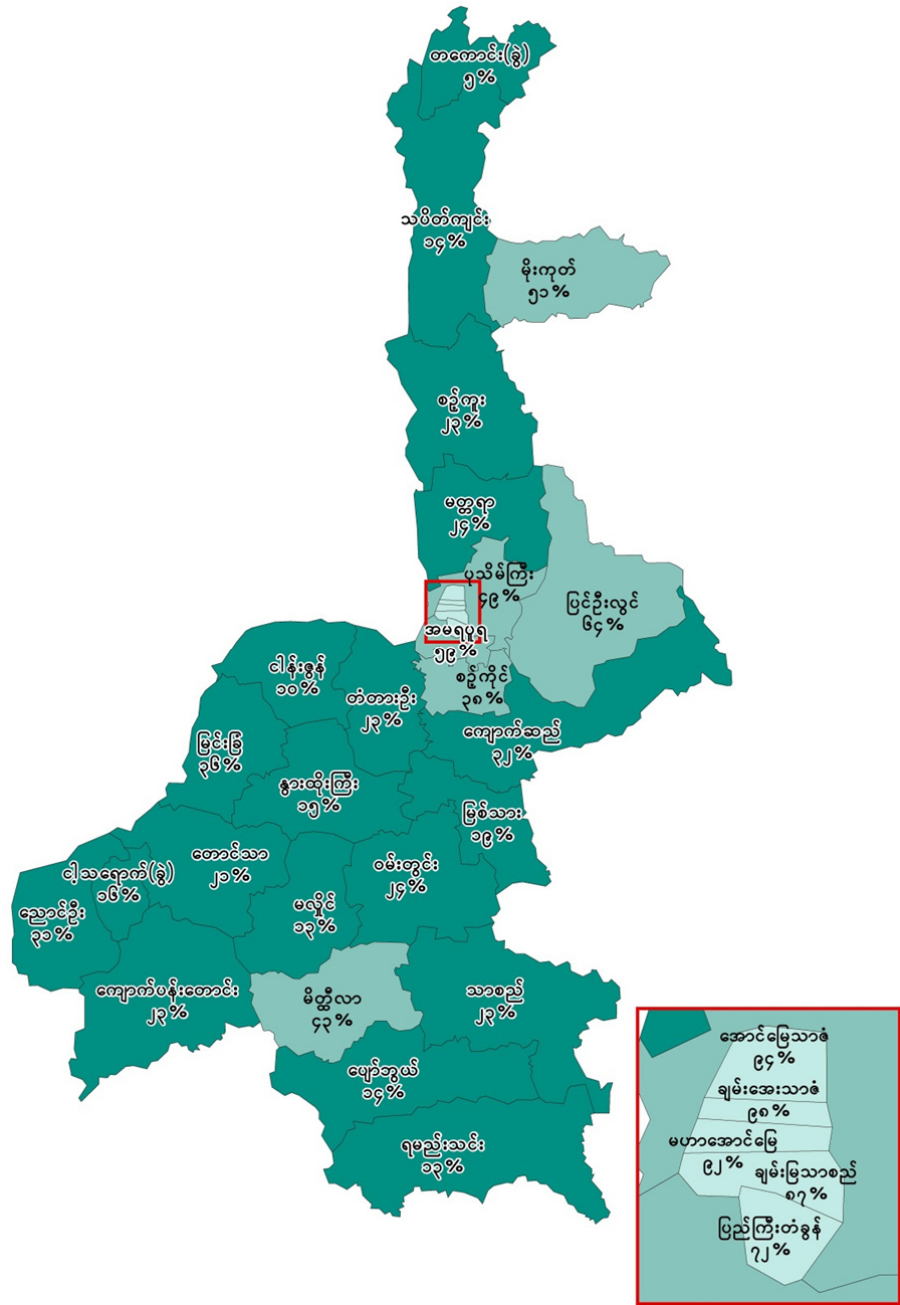 တကောင်း(ခွဲ)
၅%
သပိတ်ကျင်း
၁၄%
မိုးကုတ်
၅၁%
စဉ့်ကူး
၂၃%
မတ္တရာ
၂၄%
ပုသိမ်ကြီး
၄၉%
ပြင်ဦးလွင်
၆၄%
အမရပူရ
၅၉%
စဉ့်ကိုင်
၃၈%
ငါန်းဇွန်
၁၀%
တံတားဦး
၂၃%
ကျောက်ဆည်
၃၂%
မြင်းခြံ
၃၆%
နွားထိုးကြီး
၁၅%
မြစ်သား
၁၉%
တောင်သာ
၂၁%
ဝမ်းတွင်း
၂၄%
ငါ့သရောက်(ခွဲ)
၁၆%
မလှိုင်
၁၃%
ညောင်ဦး
၃၁%
ကျောက်ပန်းတောင်း
၂၃%
မိတ္ထီလာ
၄၃%
သာစည်
၂၃%
ပျော်ဘွယ်
၁၄%
ရမည်းသင်း
၁၃%
အောင်မြေသာဇံ
၉၄%
ချမ်းအေးသာဇံ
၉၈%
မဟာအောင်မြေ
၉၂%
ချမ်းမြသာစည်
၈၇%
ပြည်ကြီးတံခွန်
၇၂%